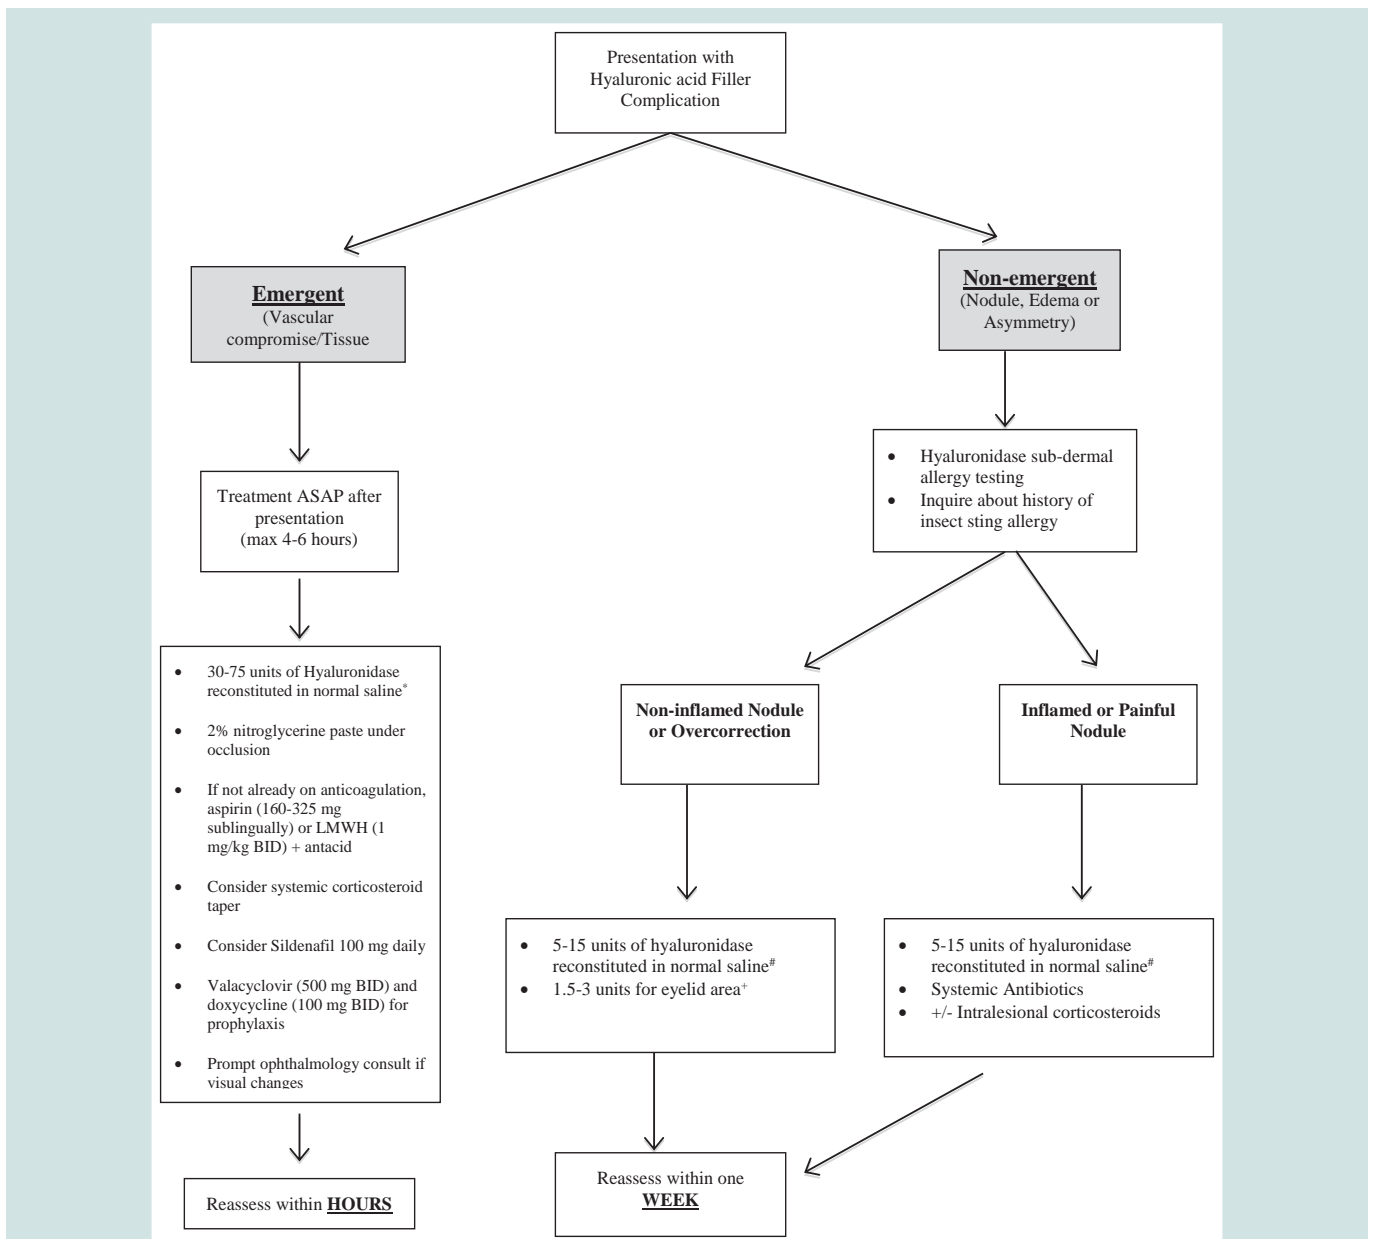 Presentation with
Hyaluronic acid Filler
Complication
Emergent
(Vascular
compromise/Tissue
Non-emergent
(Nodule, Edema or
Asymmetry)
Treatment ASAP after
presentation
(max 4-6 hours)
• Hyaluronidase sub-dermal
allergy testing
• Inquire about history of
insect sting allergy
• 30-75 units of Hyaluronidase
reconstituted in normal saline*
• 2% nitroglycerine paste under
occlusion
• If not already on anticoagulation,
aspirin (160-325 mg
sublingually) or LMWH (1
mg/kg BID) + antacid
• Consider systemic corticosteroid
taper
• Consider Sildenafil 100 mg daily
• Valacyclovir (500 mg BID) and
doxycycline (100 mg BID) for
prophylaxis
• Prompt ophthalmology consult if
visual changes
Non-inflamed Nodule
or Overcorrection
Inflamed or Painful
Nodule
• 5-15 units of hyaluronidase
reconstituted in normal saline#
• 1.5-3 units for eyelid area+
• 5-15 units of hyaluronidase
reconstituted in normal saline#
• Systemic Antibiotics
• +/- Intralesional corticosteroids
Reassess within HOURS
Reassess within one
WEEK